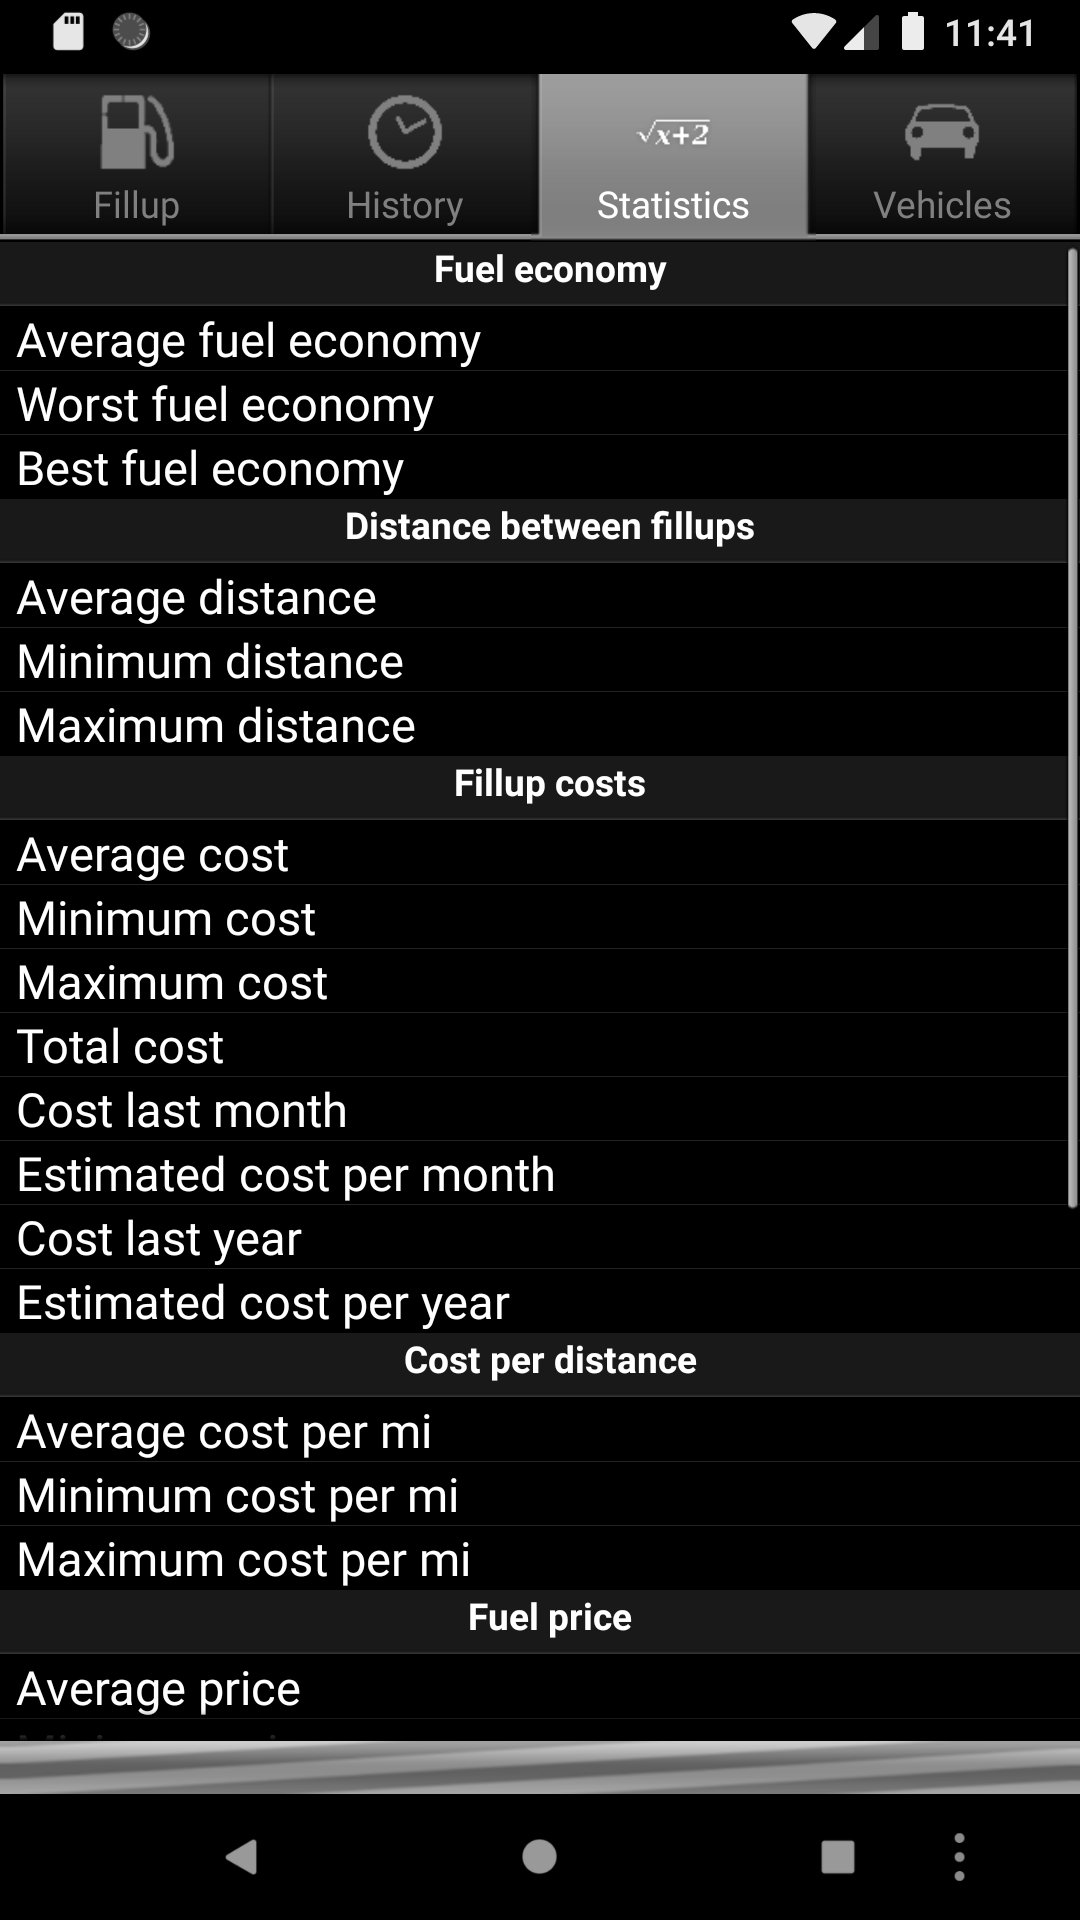 11:41
Fillup
History
√x+2
Statistics
Vehicles
Fuel economy
Average fuel economy
Worst fuel economy
Best fuel economy
Distance between fillups
Average distance
Minimum distance
Maximum distance
Fillup costs
Average cost
Minimum cost
Maximum cost
Total cost
Cost last month
Estimated cost per month
Cost last year
Estimated cost per year
Cost per distance
Average cost per mi
Minimum cost per mi
Maximum cost per mi
Fuel price
Average price